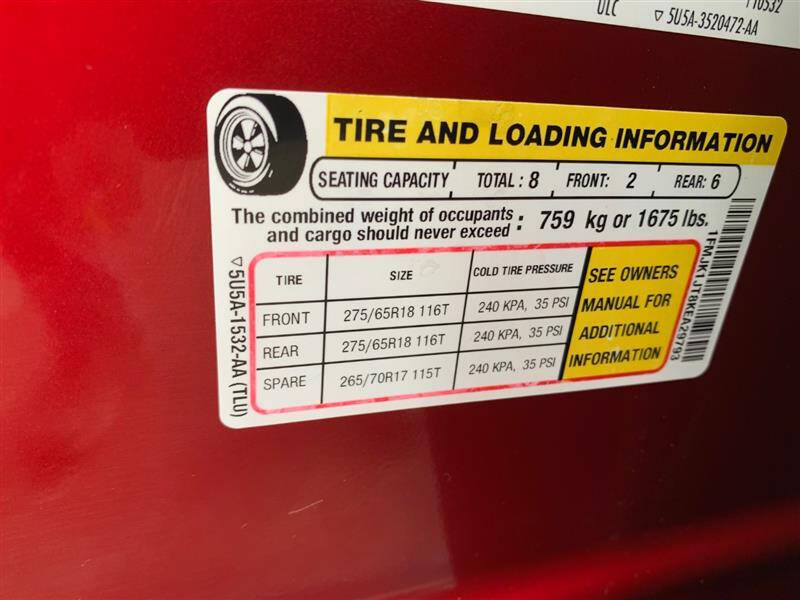 110532
ULC ▽ 5U5A-3520472-AA
TIRE AND LOADING INFORMATION
SEATING CAPACITY TOTAL: 8 FRONT: 2 REAR: 6
The combined weight of occupants
and cargo should never exceed : 759 kg or 1675 lbs.
TIRE SIZE COLD TIRE PRESSURE
FRONT 275/65R18 116T 240 KPA, 35 PSI
REAR 275/65R18 116T 240 KPA, 35 PSI
SPARE 265/70R17 115T 240 KPA, 35 PSI
SEE OWNERS
MANUAL FOR
ADDITIONAL
INFORMATION
▽ 5U5A-1532-AA (TLU)
1FMJK1JT8KEA29793